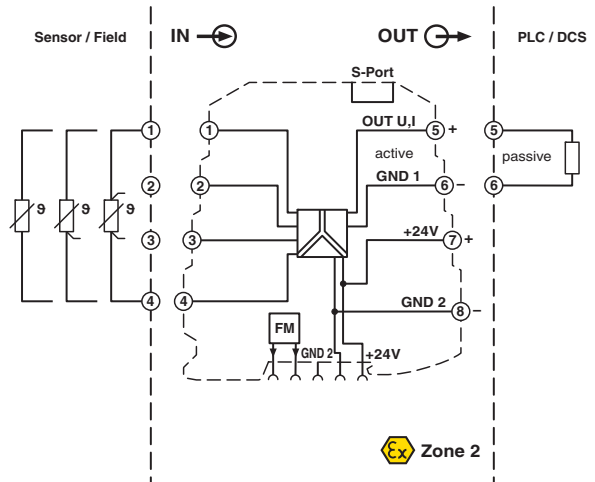 Sensor / Field
IN
OUT
PLC / DCS
S-Port
1
1
OUT U,I
5 +
5
active
passive
ϑ
ϑ
ϑ
2
2
GND 1
6 –
6
3
3
+24V
7 +
4
4
GND 2
8 –
FM
GND 2
+24V
Ex Zone 2